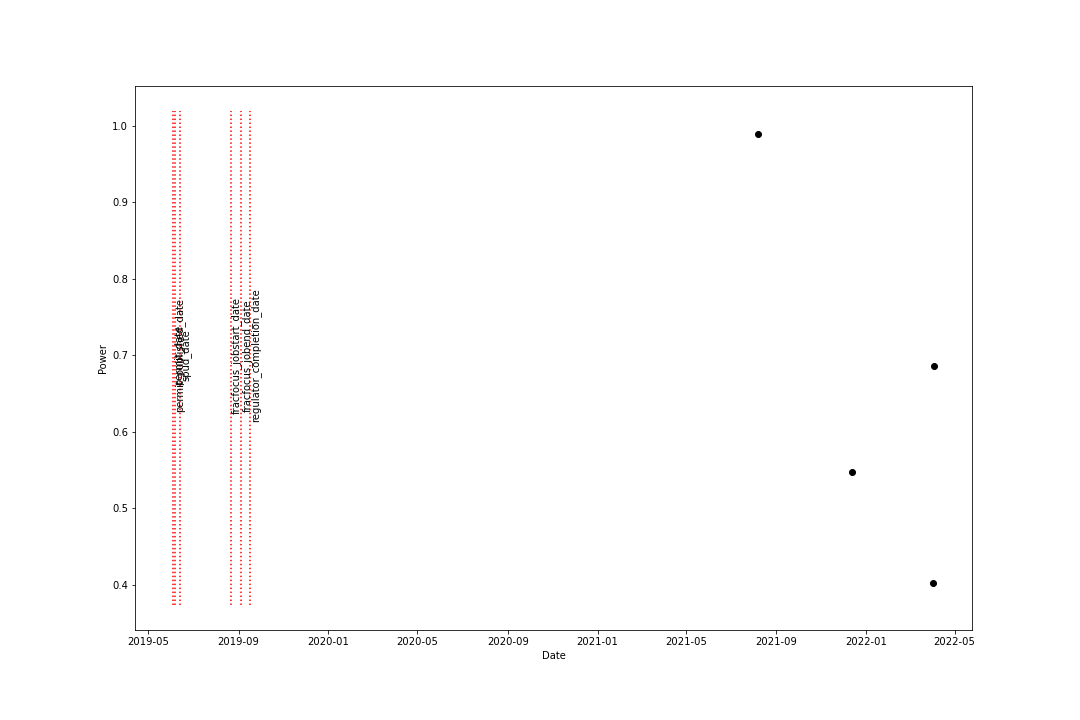 1.0
0.9
0.8
0.7
0.6
0.5
0.4
Power
spud_date
fracfocus_jobstart_date
fracfocus_jobend_date
regulator_completion_date
2019-05
2019-09
2020-01
2020-05
2020-09
2021-01
2021-05
2021-09
2022-01
2022-05
Date